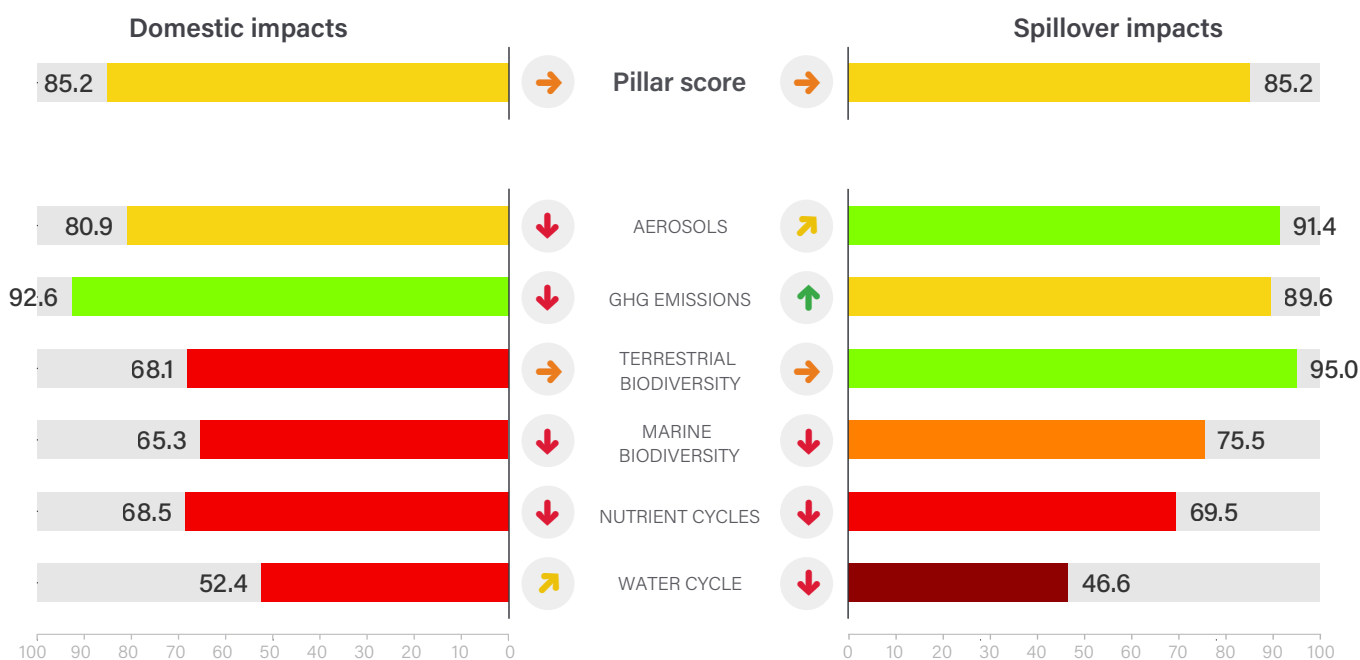 Domestic impacts Spillover impacts
85.2 Pillar score 85.2
80.9 AEROSOLS 91.4
92.6 GHG EMISSIONS 89.6
68.1 TERRESTRIAL BIODIVERSITY 95.0
65.3 MARINE BIODIVERSITY 75.5
68.5 NUTRIENT CYCLES 69.5
52.4 WATER CYCLE 46.6
100 90 80 70 60 50 40 30 20 10 0 0 10 20 30 40 50 60 70 80 90 100